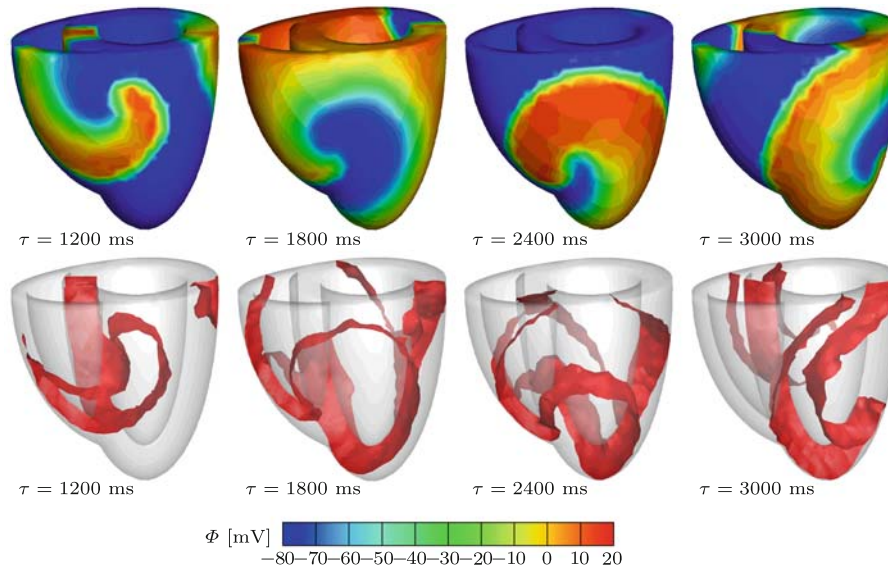 τ = 1200 ms τ = 1800 ms τ = 2400 ms τ = 3000 ms
τ = 1200 ms τ = 1800 ms τ = 2400 ms τ = 3000 ms
Φ [mV]
−80−70−60−50−40−30−20−10 0 10 20